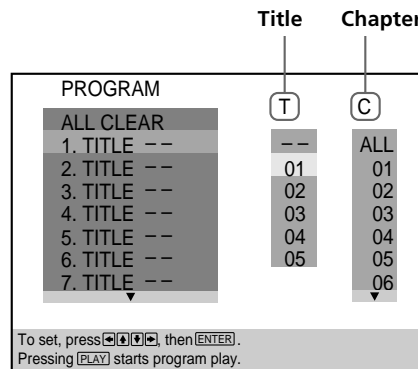 Title Chapter
PROGRAM
T C
ALL CLEAR
1. TITLE – – – – ALL
2. TITLE – – 01 01
3. TITLE – – 02 02
4. TITLE – – 03 03
5. TITLE – – 04 04
6. TITLE – – 05 05
7. TITLE – – 06
To set, press ←↑↓→, then ENTER.
Pressing PLAY starts program play.